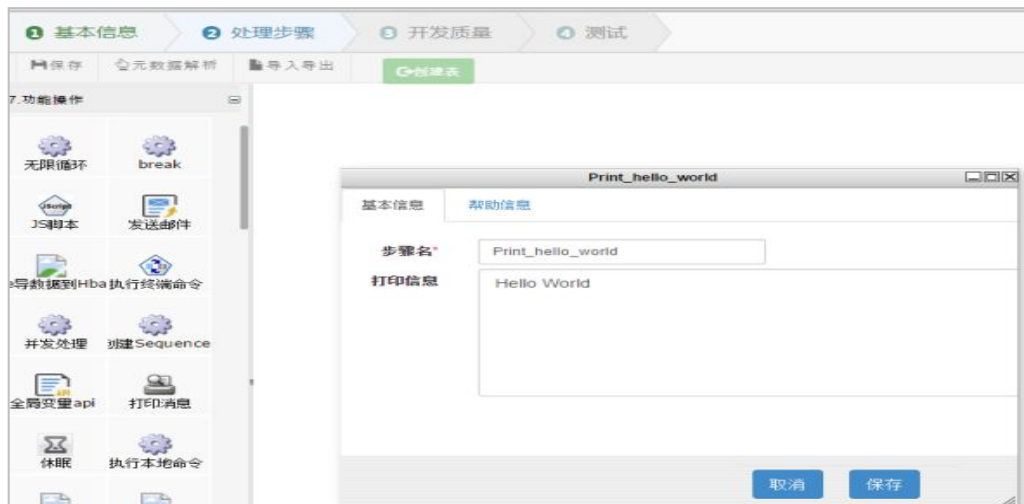 1 基本信息 2 处理步骤 3 开发质量 4 测试
保存 元数据解析 导入导出 创建表
7.功能操作
无限循环 break
JScript
JS脚本 发送邮件
e导数据到Hba 执行终端命令
并发处理 创建Sequence
API
全局变量api 打印消息
休眠 执行本地命令
Print_hello_world
基本信息 帮助信息
步骤名* Print_hello_world
打印信息 Hello World
取消 保存